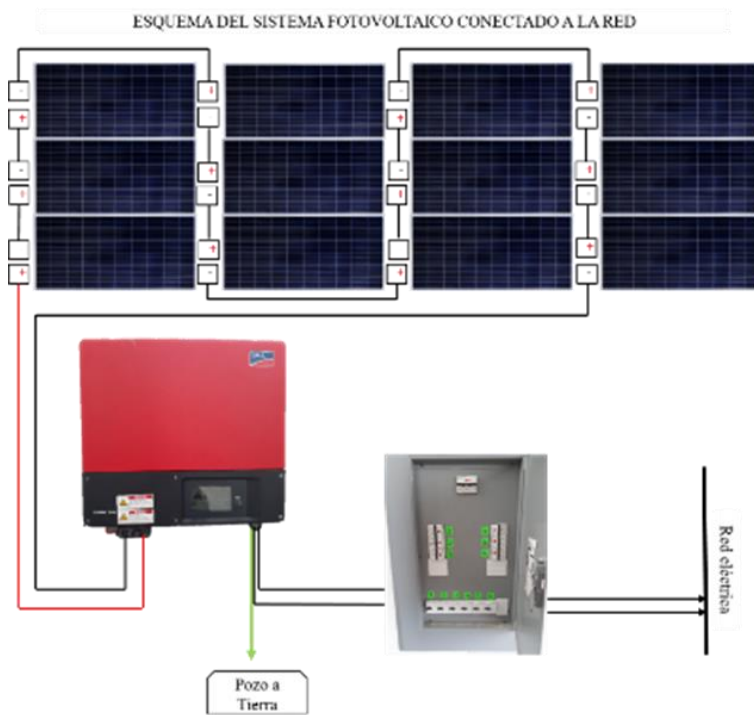 ESQUEMA DEL SISTEMA FOTOVOLTAICO CONECTADO A LA RED
Red eléctrica
Pozo a
Tierra